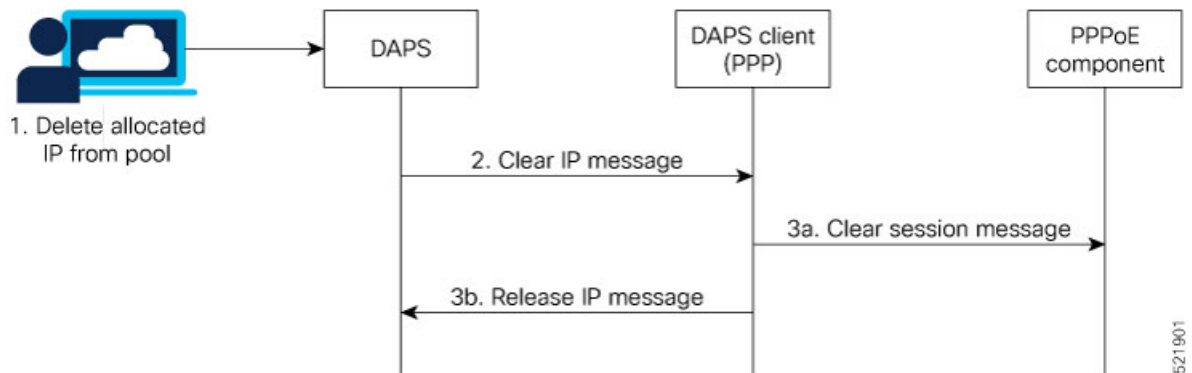 DAPS
DAPS client
(PPP)
PPPoE
component
1. Delete allocated
IP from pool
2. Clear IP message
3a. Clear session message
3b. Release IP message
521901